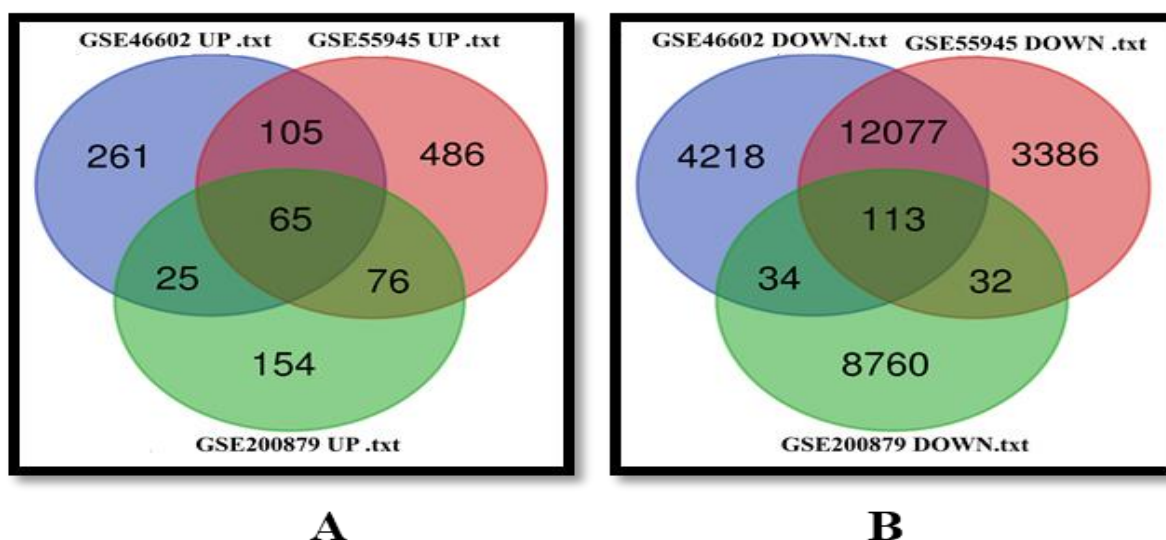 GSE46602 UP .txt
GSE55945 UP .txt
105
261
486
65
25
76
154
GSE200879 UP .txt
A
GSE46602 DOWN.txt
GSE55945 DOWN .txt
12077
4218
3386
113
34
32
8760
GSE200879 DOWN.txt
B